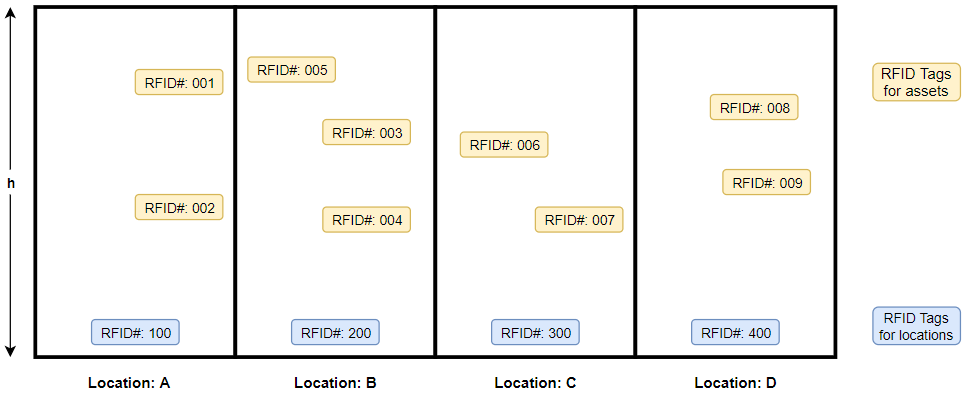 RFID#: 001
RFID#: 005
RFID#: 003
RFID#: 008
RFID Tags
for assets
RFID#: 006
h
RFID#: 009
RFID#: 002
RFID#: 004
RFID#: 007
RFID#: 100
RFID#: 200
RFID#: 300
RFID#: 400
RFID Tags
for locations
Location: A
Location: B
Location: C
Location: D